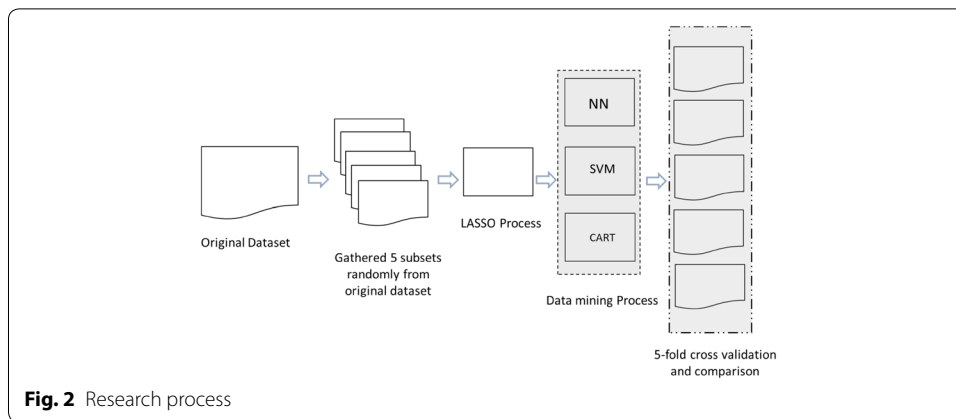 Original Dataset
Gathered 5 subsets
randomly from
original dataset
LASSO Process
NN
SVM
CART
Data mining Process
5-fold cross validation
and comparison
Fig. 2 Research process